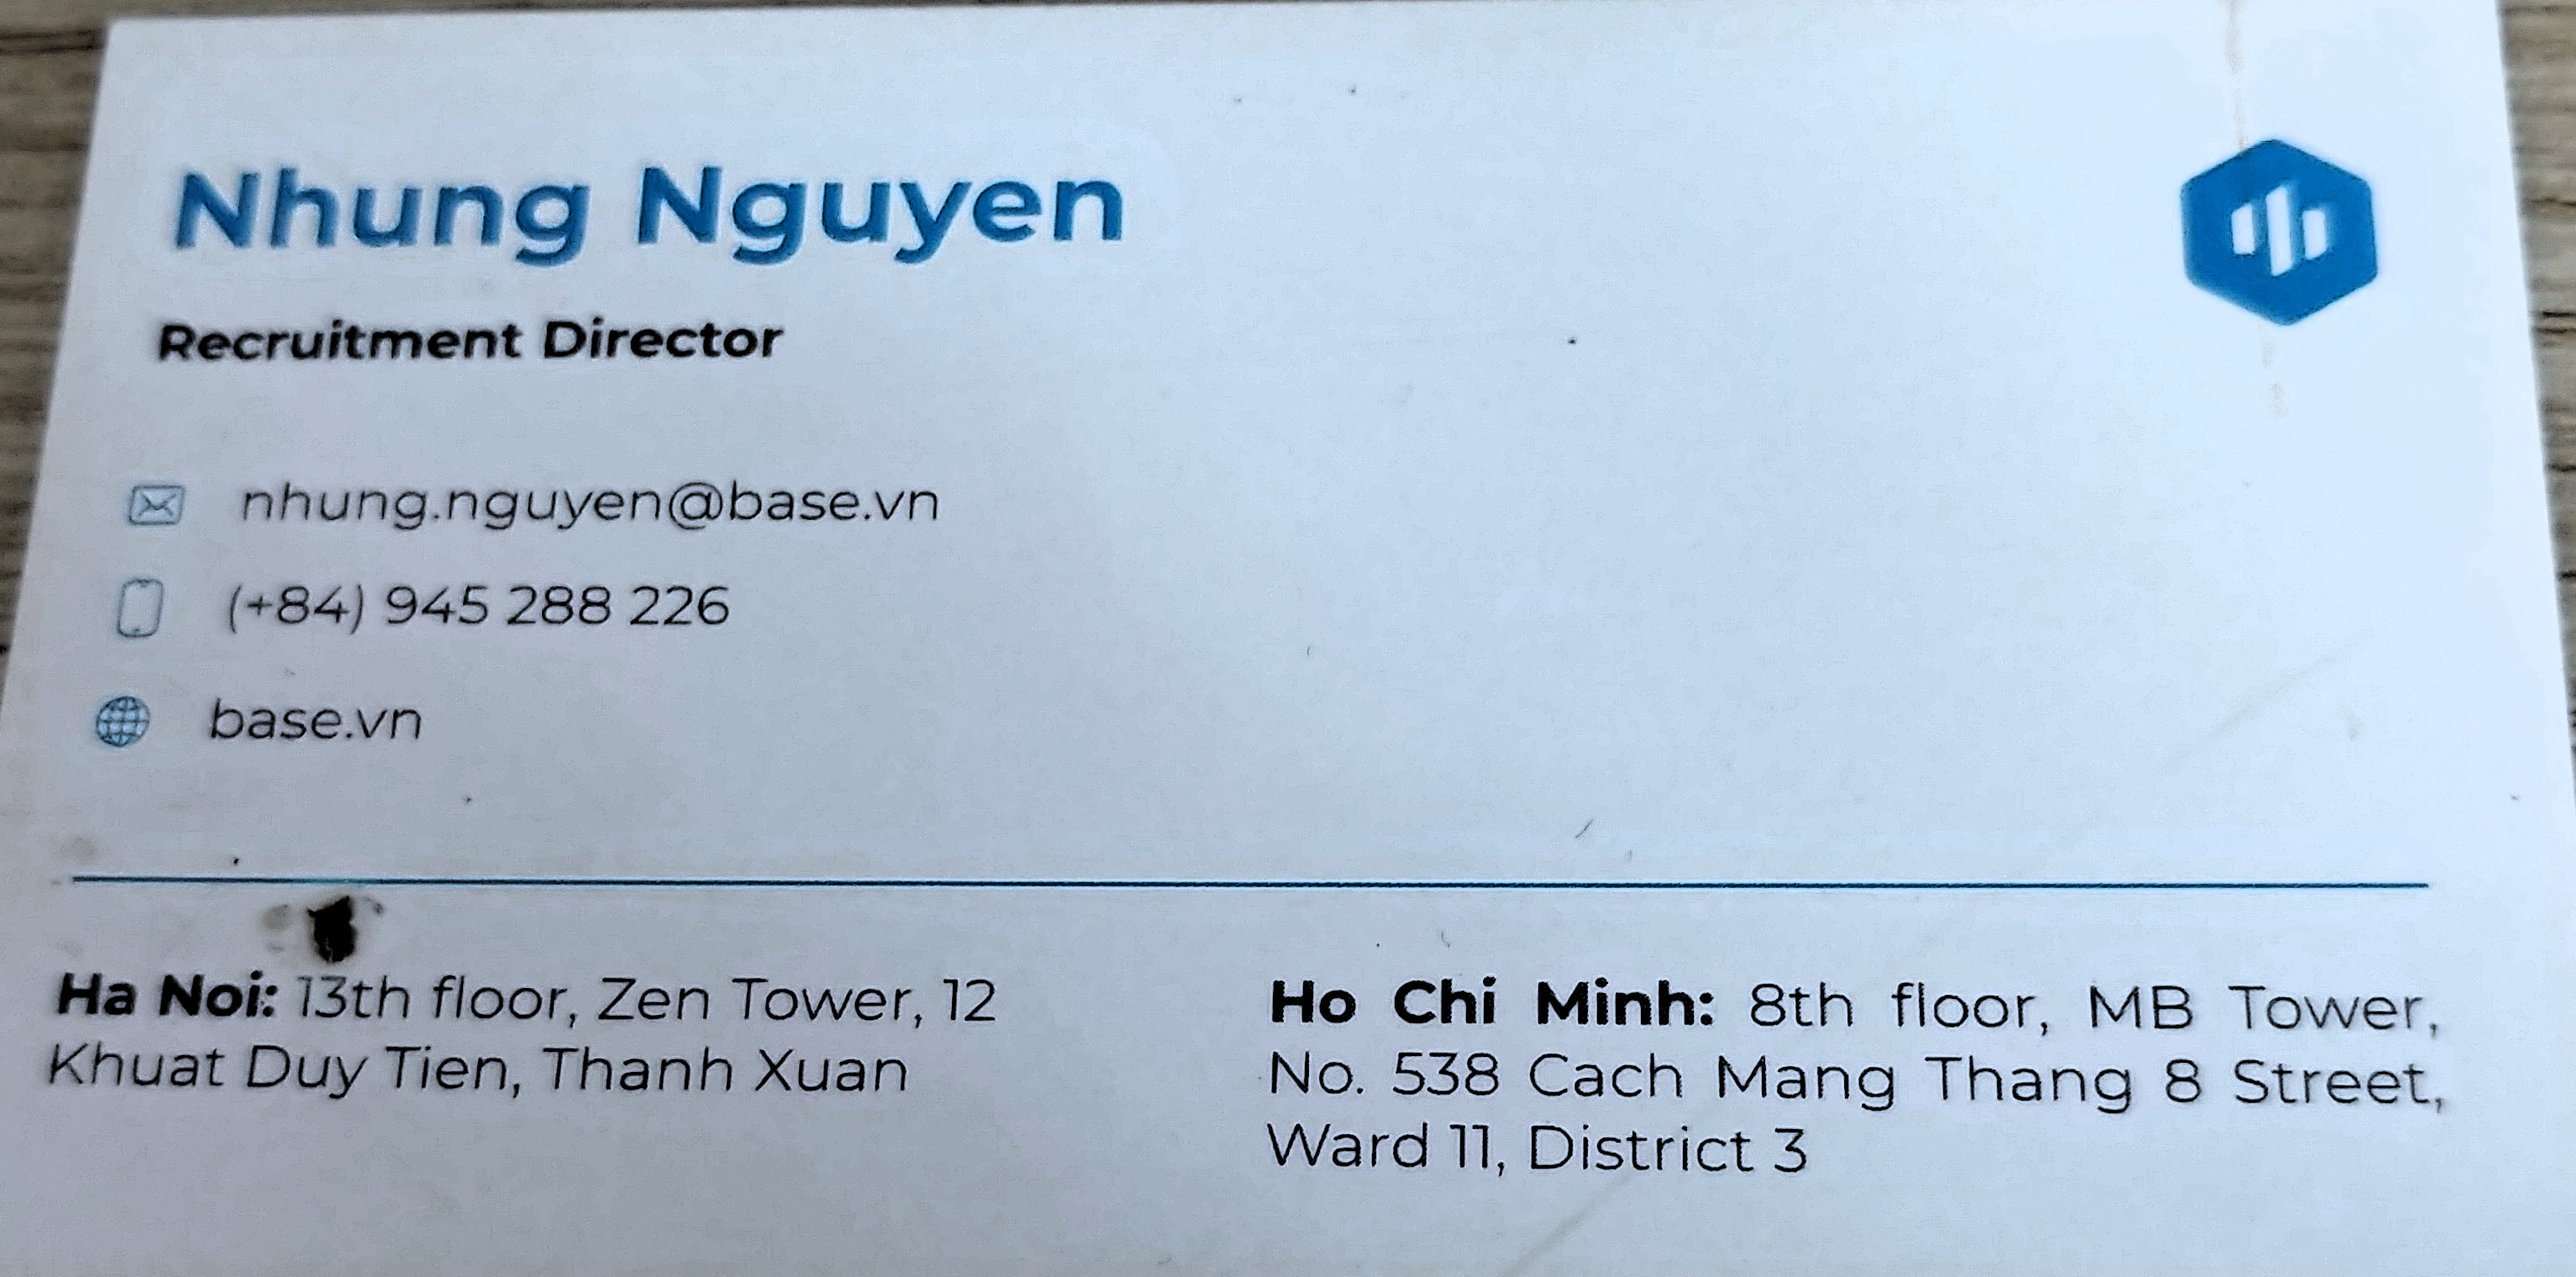 Nhung Nguyen
Recruitment Director
nhung.nguyen@base.vn
(+84) 945 288 226
base.vn
Ha Noi: 13th floor, Zen Tower, 12
Khuat Duy Tien, Thanh Xuan
Ho Chi Minh: 8th floor, MB Tower,
No. 538 Cach Mang Thang 8 Street,
Ward 11, District 3